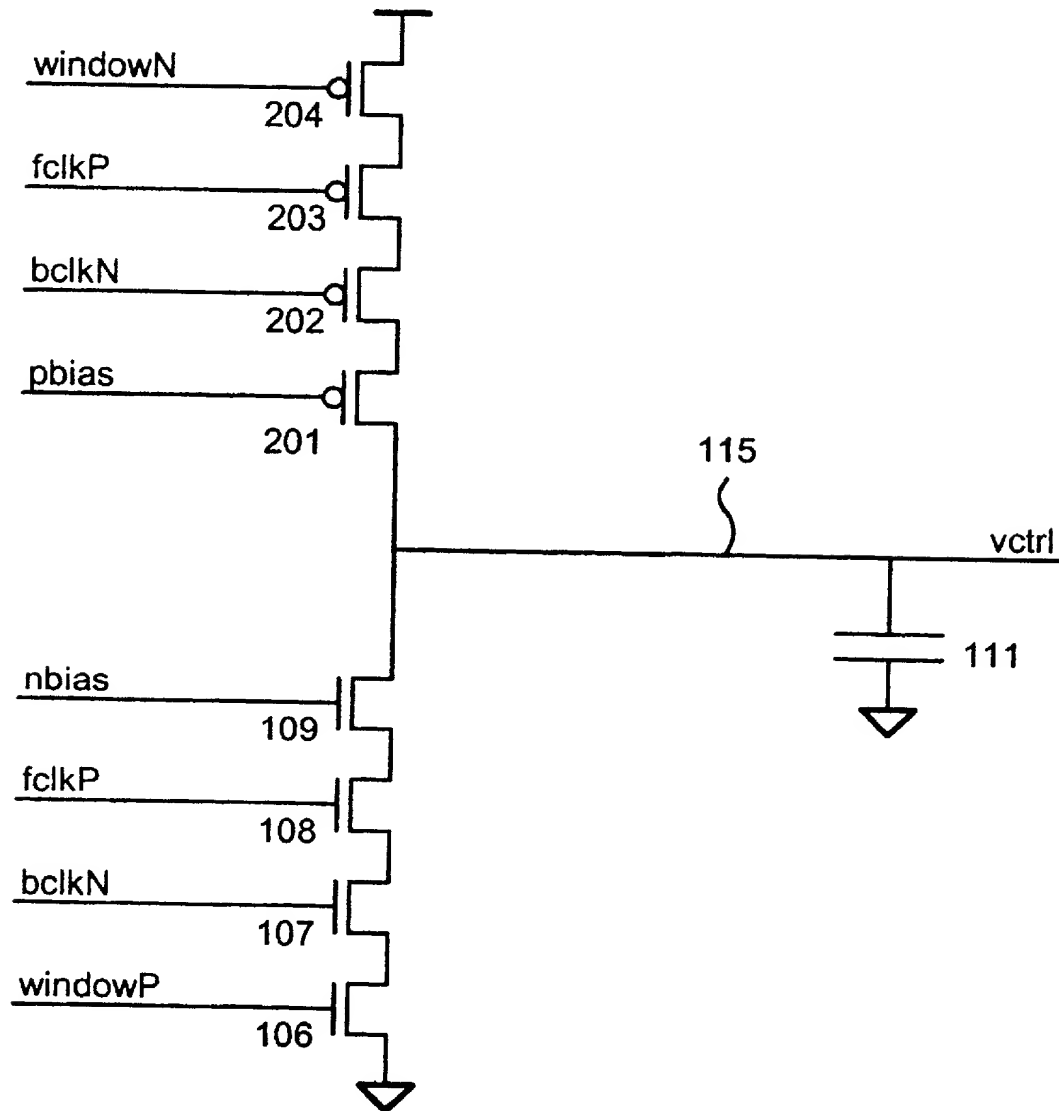 windowN
204
fclkP
203
bclkN
202
pbias
201
115
vctrl
111
nbias
109
fclkP
108
bclkN
107
windowP
106